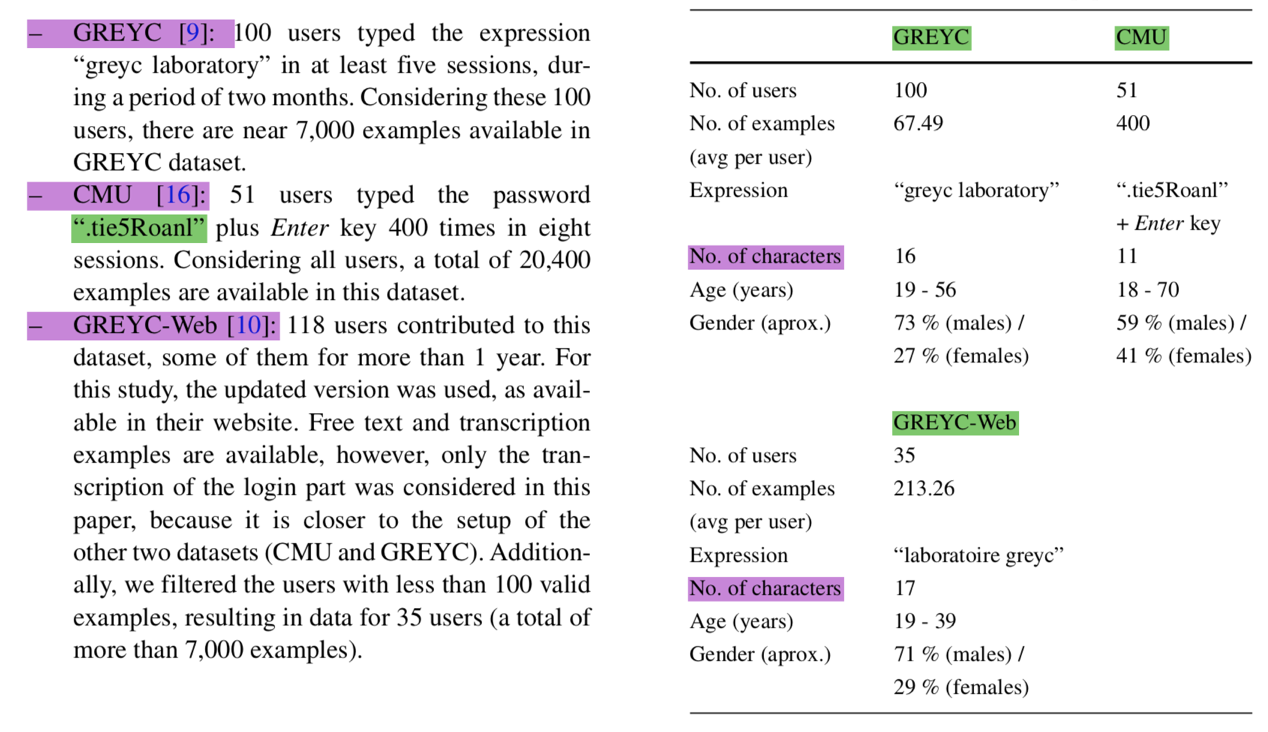 – GREYC [9]: 100 users typed the expression
“greyc laboratory” in at least five sessions, dur-
ing a period of two months. Considering these 100
users, there are near 7,000 examples available in
GREYC dataset.
– CMU [16]: 51 users typed the password
“.tie5Roanl” plus Enter key 400 times in eight
sessions. Considering all users, a total of 20,400
examples are available in this dataset.
– GREYC-Web [10]: 118 users contributed to this
dataset, some of them for more than 1 year. For
this study, the updated version was used, as avail-
able in their website. Free text and transcription
examples are available, however, only the tran-
scription of the login part was considered in this
paper, because it is closer to the setup of the
other two datasets (CMU and GREYC). Addition-
ally, we filtered the users with less than 100 valid
examples, resulting in data for 35 users (a total of
more than 7,000 examples).
GREYC CMU
No. of users 100 51
No. of examples 67.49 400
(avg per user)
Expression “greyc laboratory” “.tie5Roanl”
+ Enter key
No. of characters 16 11
Age (years) 19 - 56 18 - 70
Gender (aprox.) 73 % (males) / 59 % (males) /
27 % (females) 41 % (females)
GREYC-Web
No. of users 35
No. of examples 213.26
(avg per user)
Expression “laboratoire greyc”
No. of characters 17
Age (years) 19 - 39
Gender (aprox.) 71 % (males) /
29 % (females)